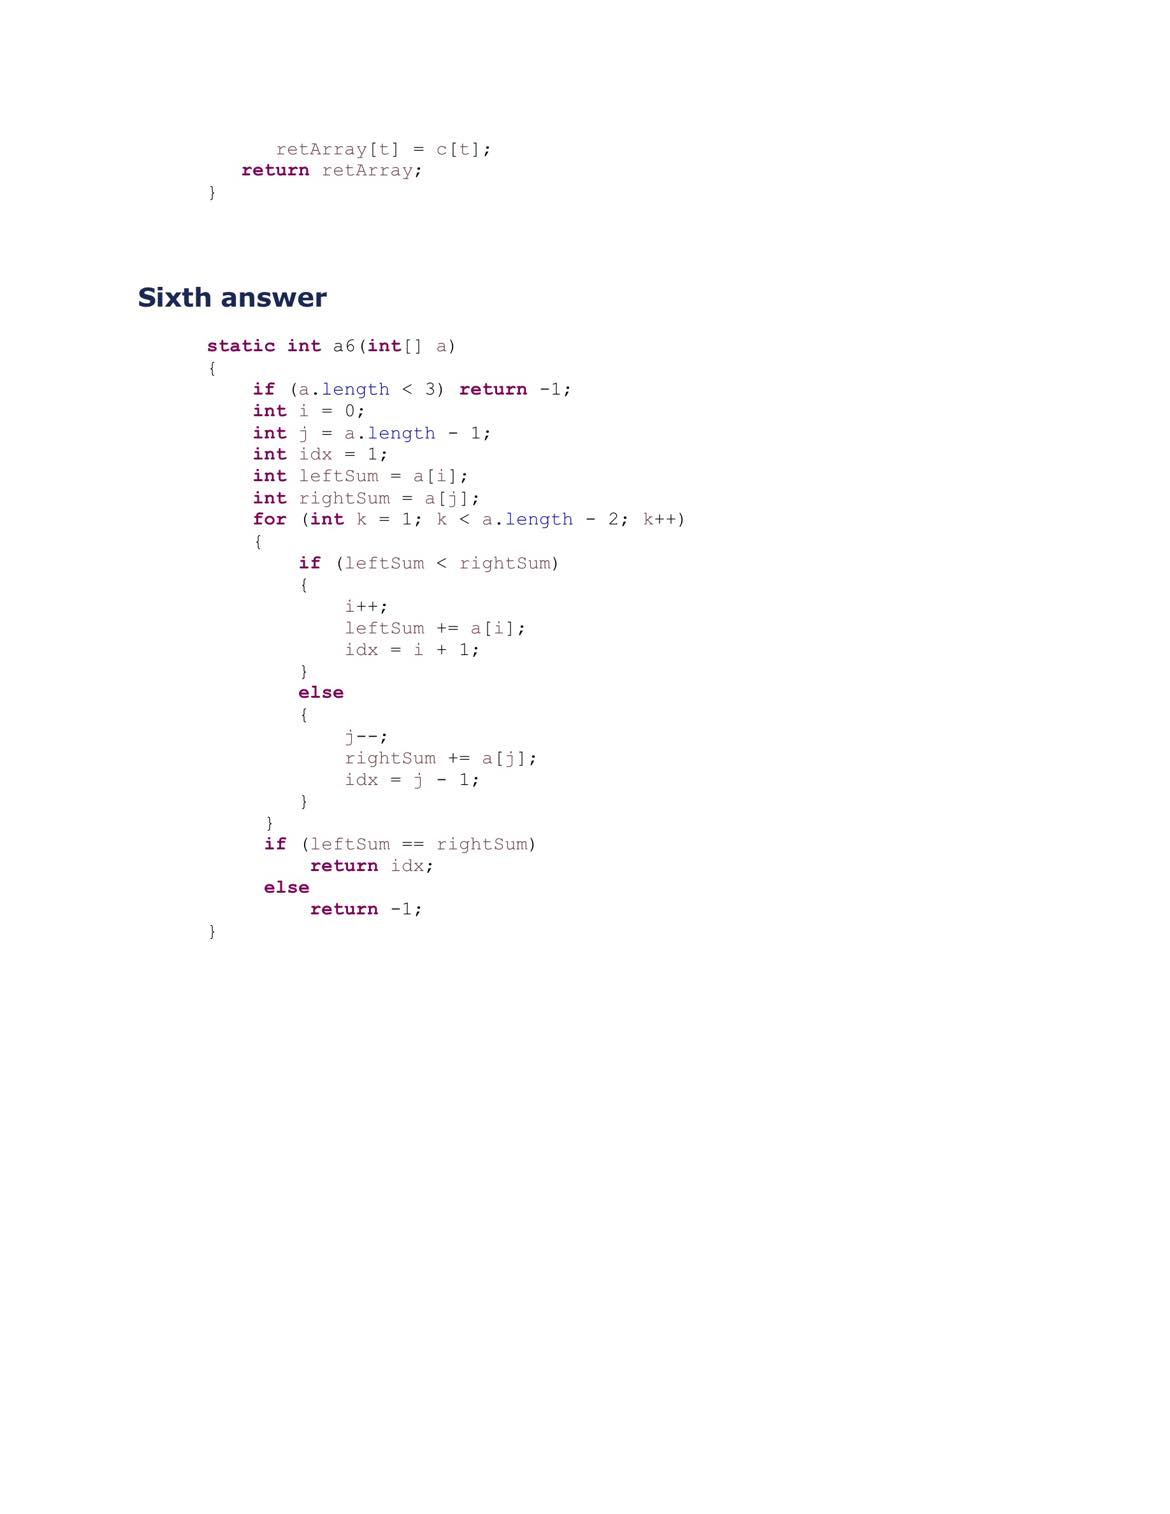 retArray[t] = c[t];
return retArray;
}
Sixth answer
static int a6(int[] a)
{
if (a.length < 3) return -1;
int i = 0;
int j = a.length - 1;
int idx = 1;
int leftSum = a[i];
int rightSum = a[j];
for (int k = 1; k < a.length - 2; k++)
{
if (leftSum < rightSum)
{
i++;
leftSum += a[i];
idx = i + 1;
}
else
{
j--;
rightSum += a[j];
idx = j - 1;
}
}
if (leftSum == rightSum)
return idx;
else
return -1;
}